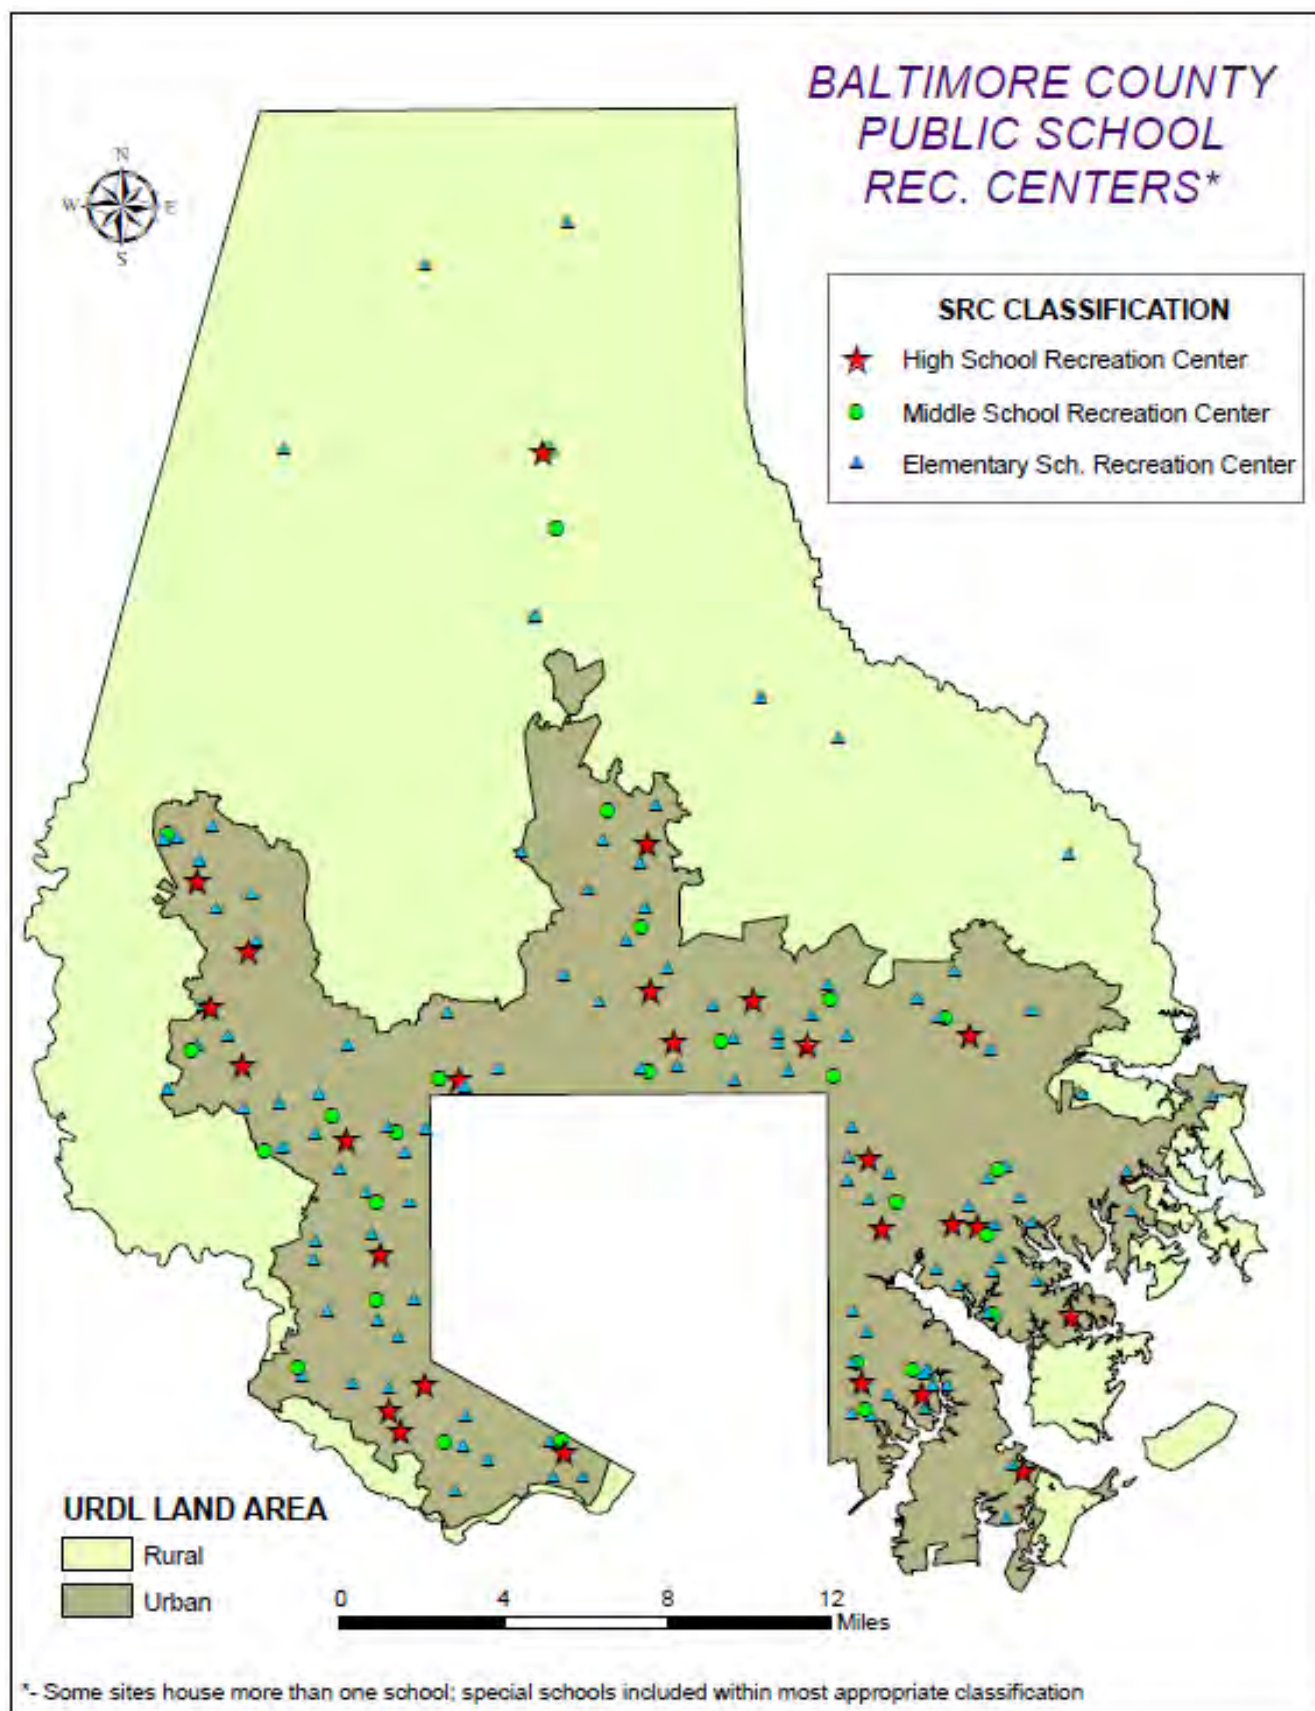 BALTIMORE COUNTY
PUBLIC SCHOOL
REC. CENTERS*
N
W
E
S
SRC CLASSIFICATION
High School Recreation Center
Middle School Recreation Center
Elementary Sch. Recreation Center
URDL LAND AREA
Rural
Urban
0 4 8 12
Miles
*- Some sites house more than one school; special schools included within most appropriate classification